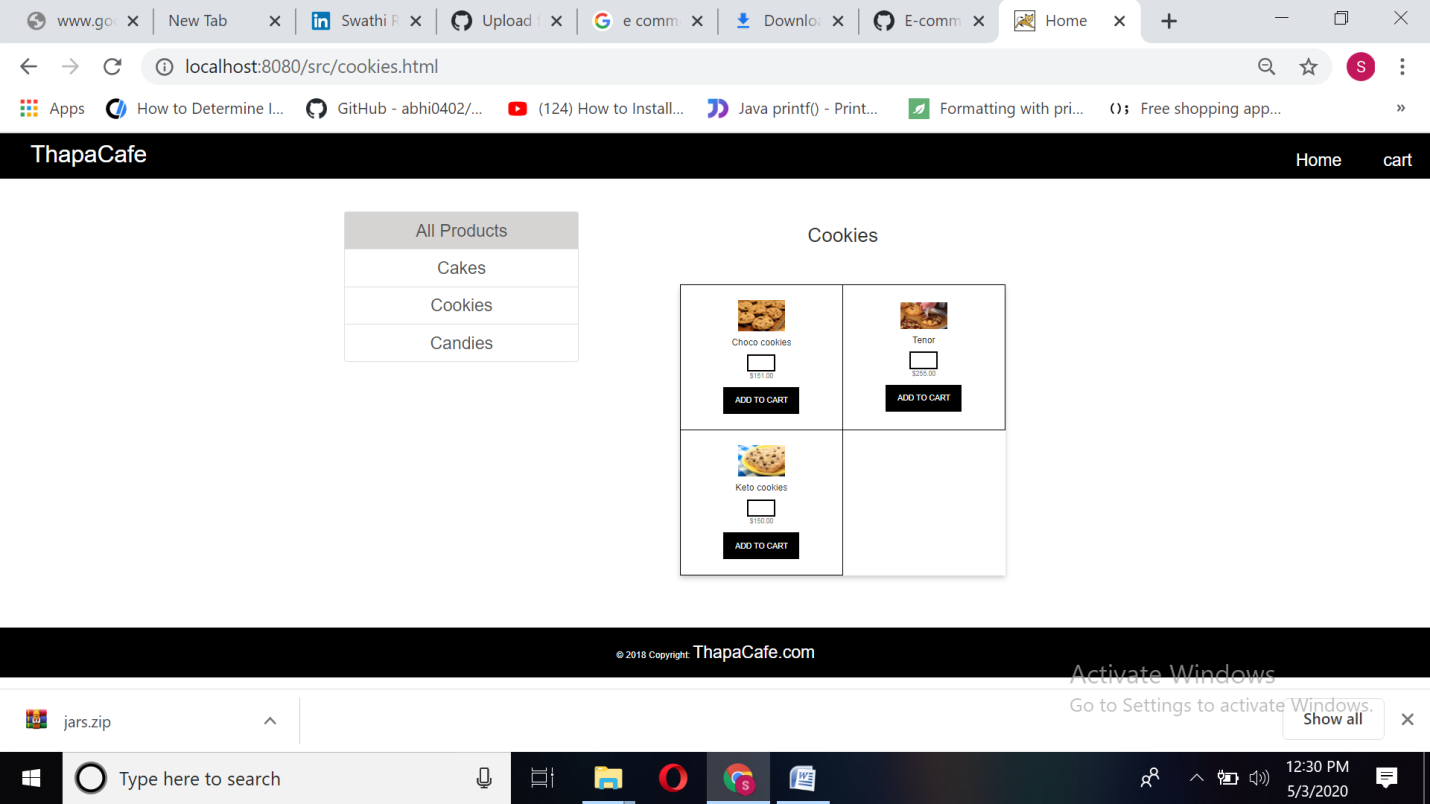 www.goo
New Tab
Swathi R
Upload f
e comm
Downloa
E-comm
Home
localhost:8080/src/cookies.html
S
Apps
How to Determine I...
GitHub - abhi0402/...
(124) How to Install...
Java printf() - Print...
Formatting with pri...
Free shopping app...
»
ThapaCafe
Home
cart
All Products
Cakes
Cookies
Candies
Cookies
Choco cookies
$151.00
ADD TO CART
Tenor
$255.00
ADD TO CART
Keto cookies
$150.00
ADD TO CART
© 2018 Copyright: ThapaCafe.com
Activate Windows
Go to Settings to activate Windows.
jars.zip
Show all
Type here to search
12:30 PM
5/3/2020